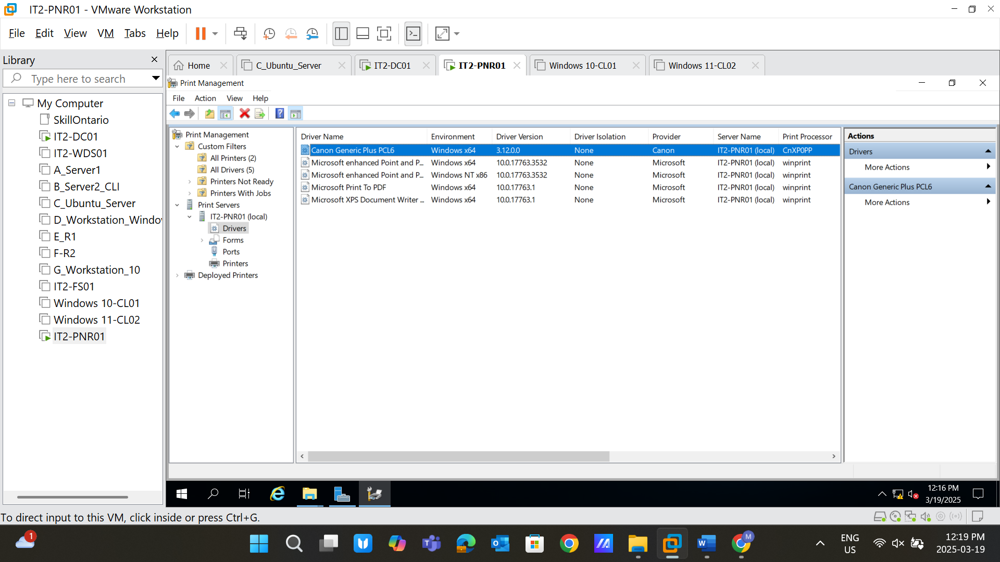 IT2-PNR01 - VMware Workstation
File Edit View VM Tabs Help
Library
Type here to search
My Computer
SkillOntario
IT2-DC01
IT2-WDS01
A_Server1
B_Server2_CLI
C_Ubuntu_Server
D_Workstation_Window
E_R1
F-R2
G_Workstation_10
IT2-FS01
Windows 10-CL01
Windows 11-CL02
IT2-PNR01
Home C_Ubuntu_Server IT2-DC01 IT2-PNR01 Windows 10-CL01 Windows 11-CL02
Print Management
File Action View Help
Print Management
Custom Filters
All Printers (2)
All Drivers (5)
Printers Not Ready
Printers With Jobs
Print Servers
IT2-PNR01 (local)
Drivers
Forms
Ports
Printers
Deployed Printers
Driver Name Environment Driver Version Driver Isolation Provider Server Name Print Processor
Canon Generic Plus PCL6 Windows x64 3.12.0.0 None Canon IT2-PNR01 (local) CnXP0PP
Microsoft enhanced Point and P... Windows x64 10.0.17763.3532 None Microsoft IT2-PNR01 (local) winprint
Microsoft enhanced Point and P... Windows NT x86 10.0.17763.3532 None Microsoft IT2-PNR01 (local) winprint
Microsoft Print To PDF Windows x64 10.0.17763.1 None Microsoft IT2-PNR01 (local) winprint
Microsoft XPS Document Writer ... Windows x64 10.0.17763.1 None Microsoft IT2-PNR01 (local) winprint
Actions
Drivers
More Actions
Canon Generic Plus PCL6
More Actions
12:16 PM
3/19/2025
To direct input to this VM, click inside or press Ctrl+G.
1
M
ENG
US
12:19 PM
2025-03-19